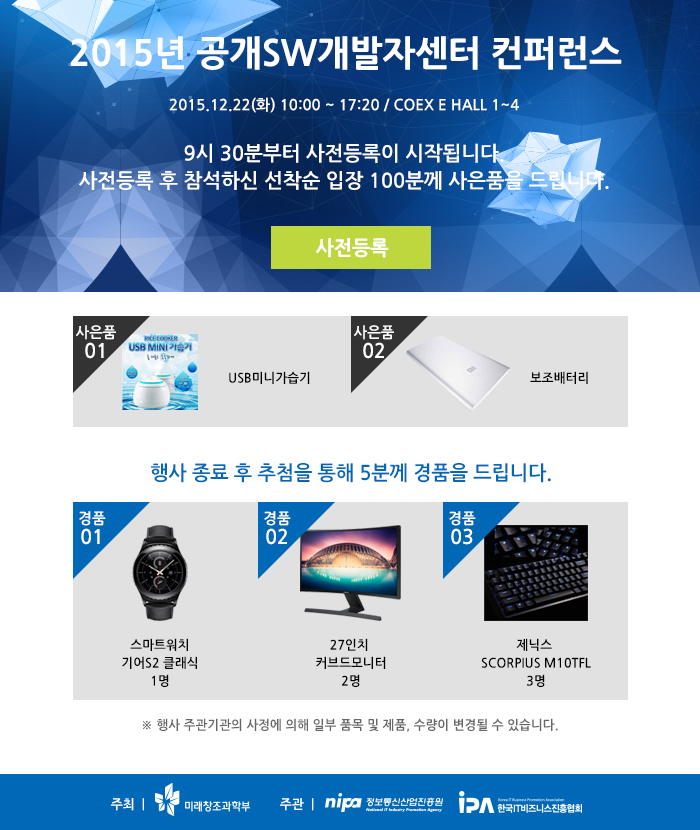 2015년 공개SW개발자센터 컨퍼런스
2015.12.22(화) 10:00 ~ 17:20 / COEX E HALL 1~4
9시 30분부터 사전등록이 시작됩니다
사전등록 후 참석하신 선착순 입장 100분께 사은품을 드립니다.
사전등록
사은품
01
RICE COOKER
USB MINI 가습기
USB미니가습기
사은품
02
보조배터리
행사 종료 후 추첨을 통해 5분께 경품을 드립니다.
경품
01
스마트워치
기어S2 클래식
1명
경품
02
27인치
커브드모니터
2명
경품
03
제닉스
SCORPIUS M10TFL
3명
※ 행사 주관기관의 사정에 의해 일부 품목 및 제품, 수량이 변경될 수 있습니다.
주최 | 미래창조과학부
주관 | nipa 정보통신산업진흥원
National IT Industry Promotion Agency
iPA Korea IT Business Promotion Association
한국IT비즈니스진흥협회